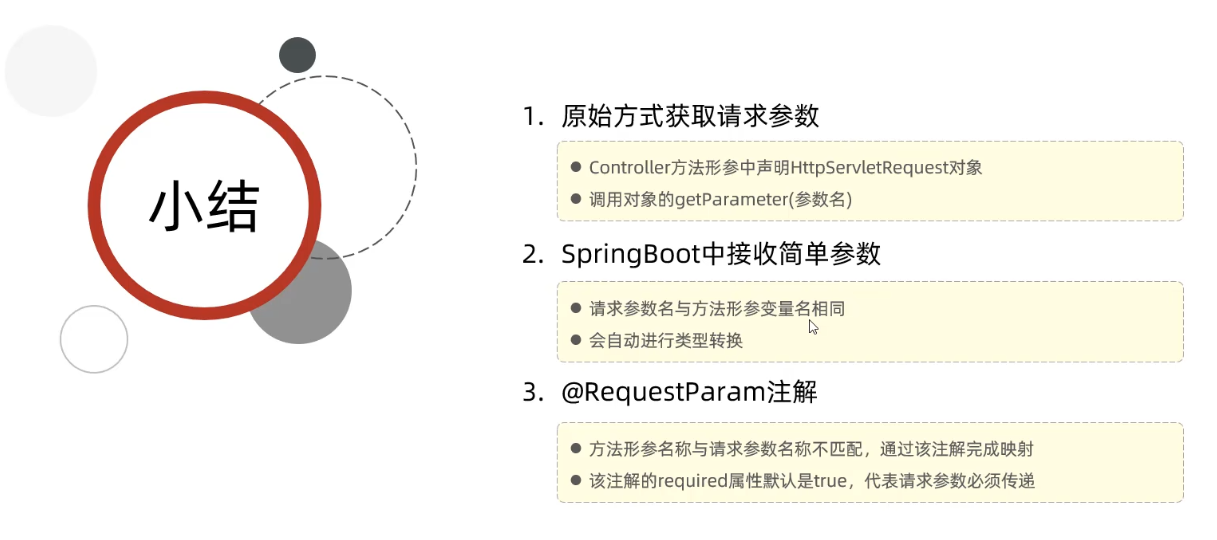 小结
1. 原始方式获取请求参数
● Controller方法形参中声明HttpServletRequest对象
● 调用对象的getParameter(参数名)
2. SpringBoot中接收简单参数
● 请求参数名与方法形参变量名相同
● 会自动进行类型转换
3. @RequestParam注解
● 方法形参名称与请求参数名称不匹配，通过该注解完成映射
● 该注解的required属性默认是true，代表请求参数必须传递